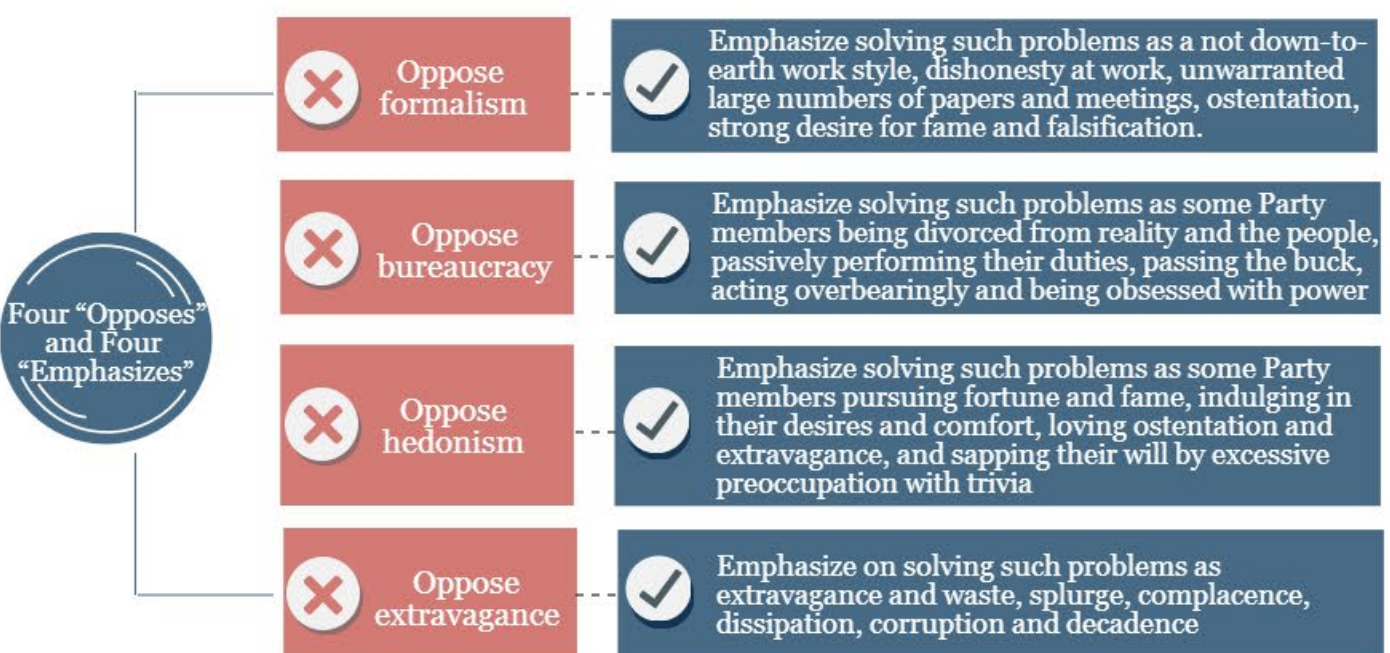 Four “Opposes”
and Four
“Emphasizes”
Oppose
formalism
Emphasize solving such problems as a not down-to-
earth work style, dishonesty at work, unwarranted
large numbers of papers and meetings, ostentation,
strong desire for fame and falsification.
Oppose
bureaucracy
Emphasize solving such problems as some Party
members being divorced from reality and the people,
passively performing their duties, passing the buck,
acting overbearingly and being obsessed with power
Oppose
hedonism
Emphasize solving such problems as some Party
members pursuing fortune and fame, indulging in
their desires and comfort, loving ostentation and
extravagance, and sapping their will by excessive
preoccupation with trivia
Oppose
extravagance
Emphasize on solving such problems as
extravagance and waste, splurge, complacence,
dissipation, corruption and decadence